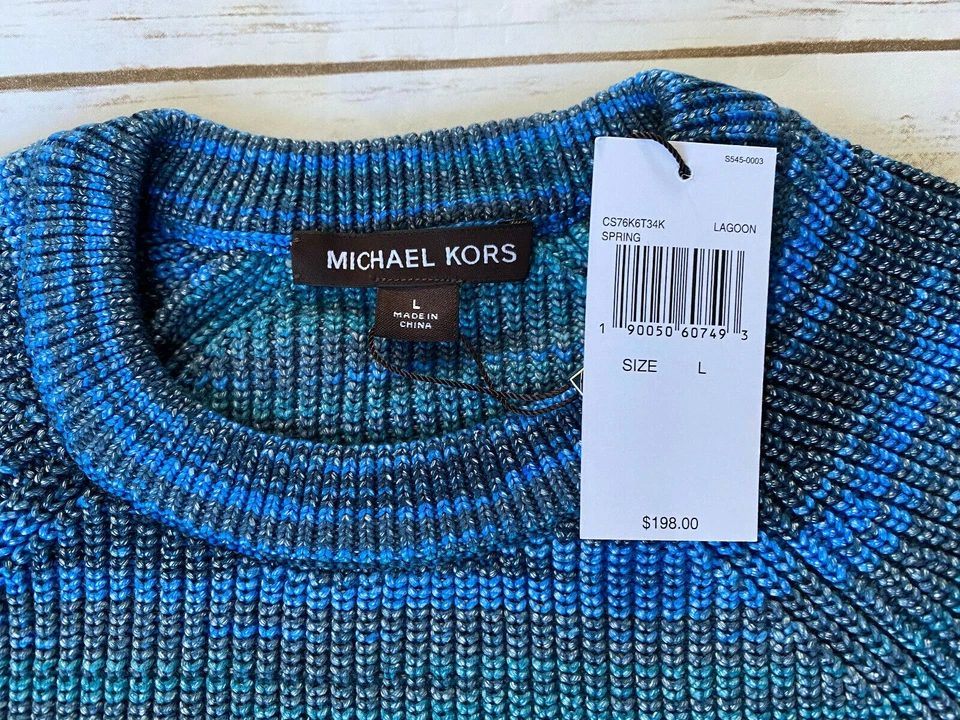 MICHAEL KORS
L
MADE IN
CHINA
S545-0003
CS76K6T34K LAGOON
SPRING
1 90050 60749 3
SIZE L
$198.00